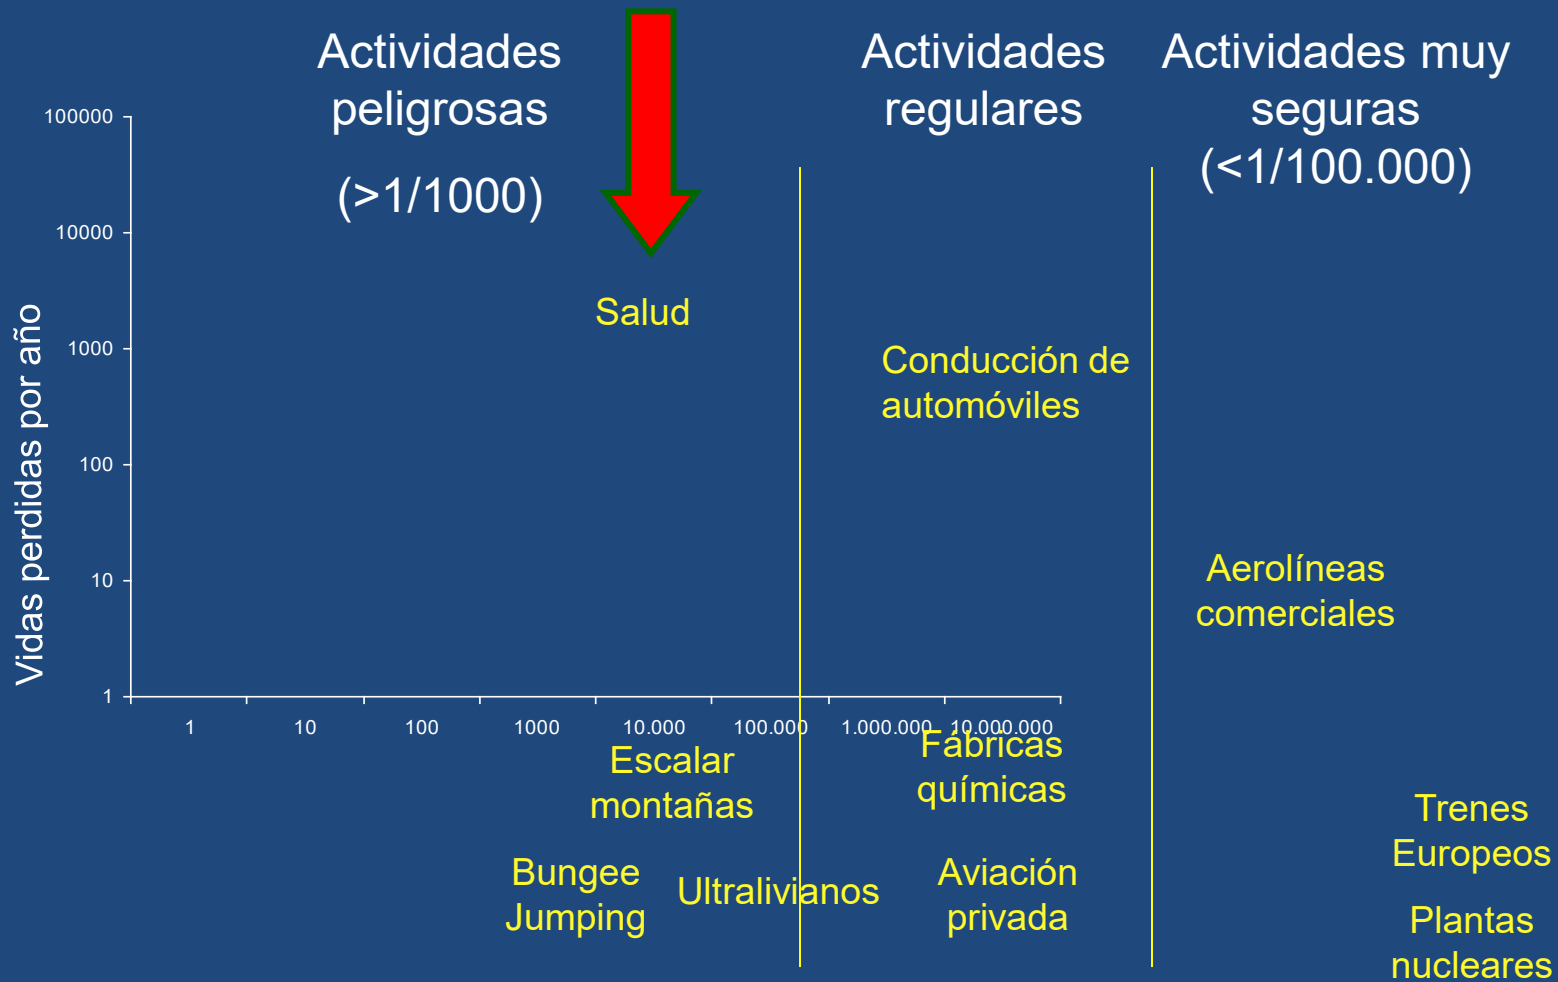 Actividades
peligrosas
(>1/1000)
Actividades
regulares
Actividades muy
seguras
(<1/100.000)
Vidas perdidas por año
100000
10000
1000
100
10
1
1 10 100 1000 10.000 100.000 1.000.000 10.000.000
Salud
Conducción de
automóviles
Aerolíneas
comerciales
Escalar
montañas
Fábricas
químicas
Trenes
Europeos
Bungee
Jumping
Ultralivianos
Aviación
privada
Plantas
nucleares